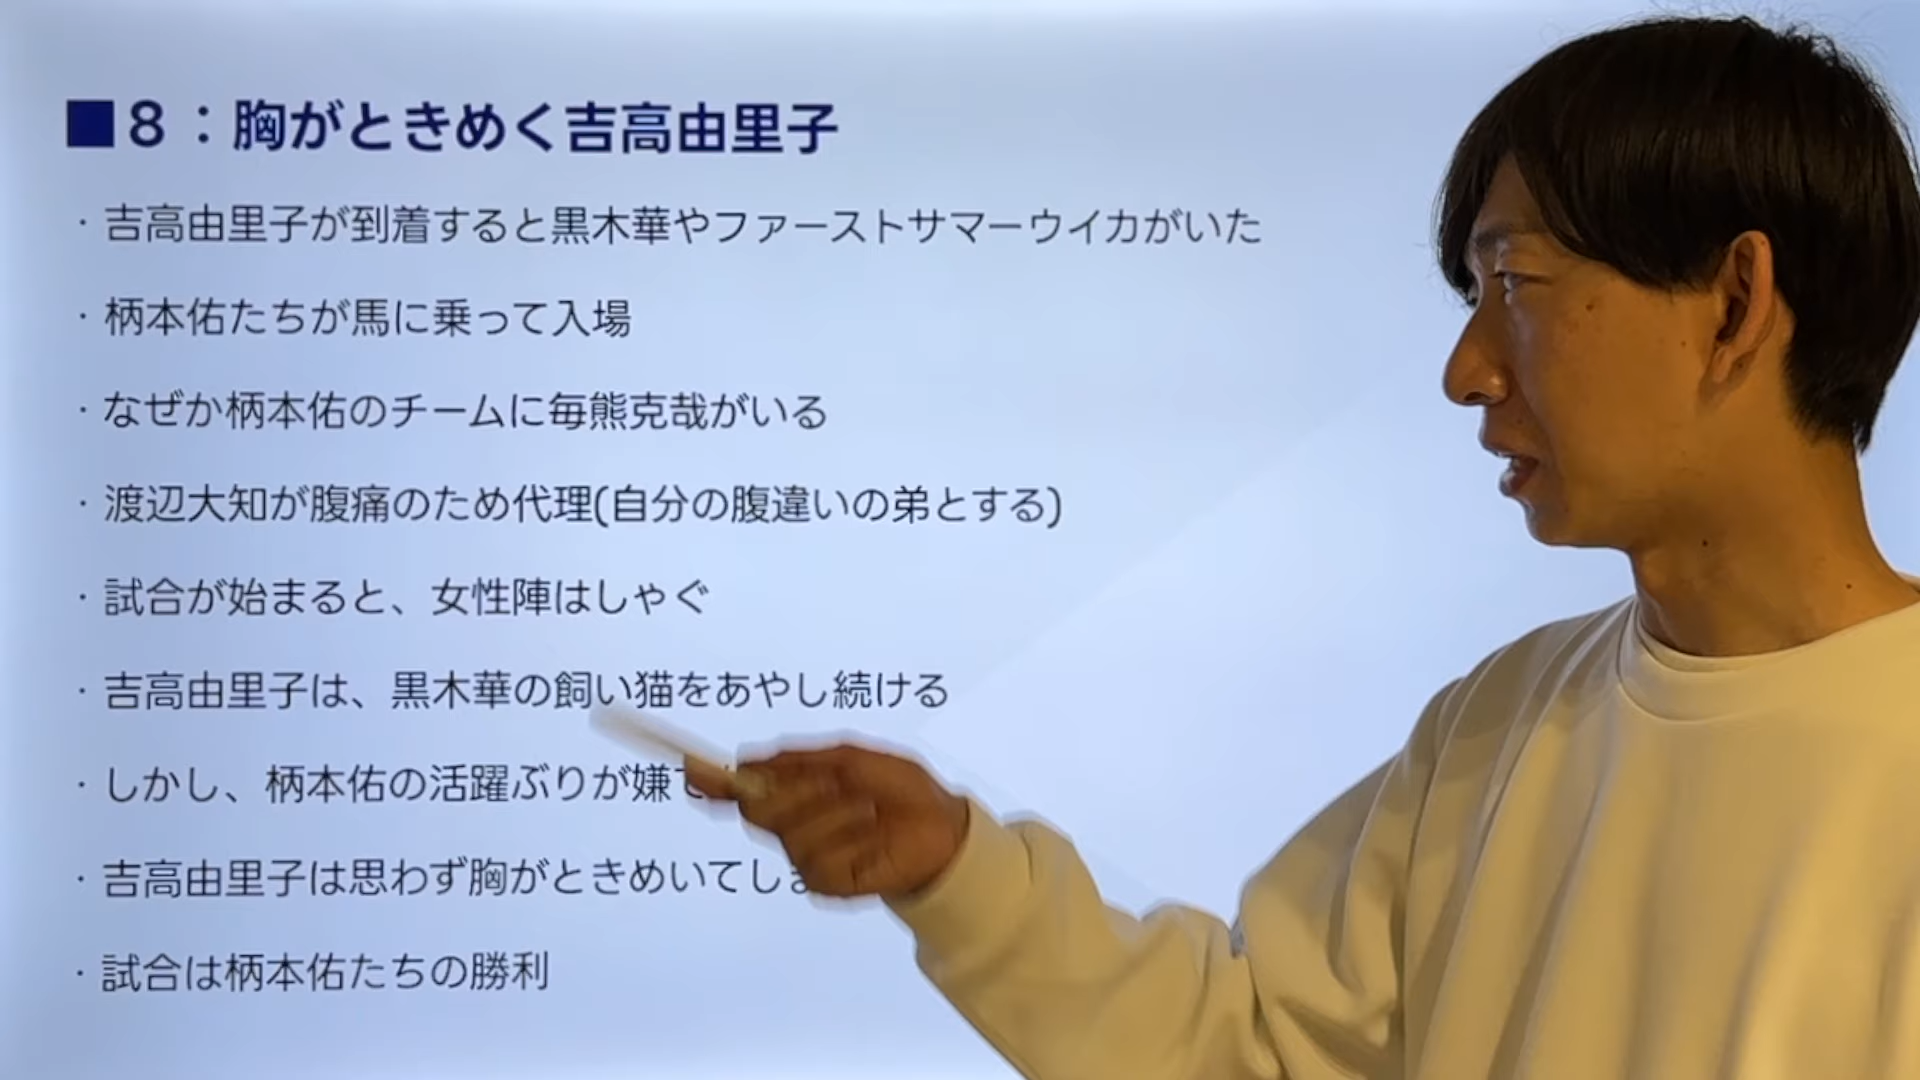 ■8：胸がときめく吉高由里子
・吉高由里子が到着すると黒木華やファーストサマーウイカがいた
・柄本佑たちが馬に乗って入場
・なぜか柄本佑のチームに毎熊克哉がいる
・渡辺大知が腹痛のため代理(自分の腹違いの弟とする)
・試合が始まると、女性陣はしゃぐ
・吉高由里子は、黒木華の飼い猫をあやし続ける
・しかし、柄本佑の活躍ぶりが嫌で
・吉高由里子は思わず胸がときめいてしま
・試合は柄本佑たちの勝利